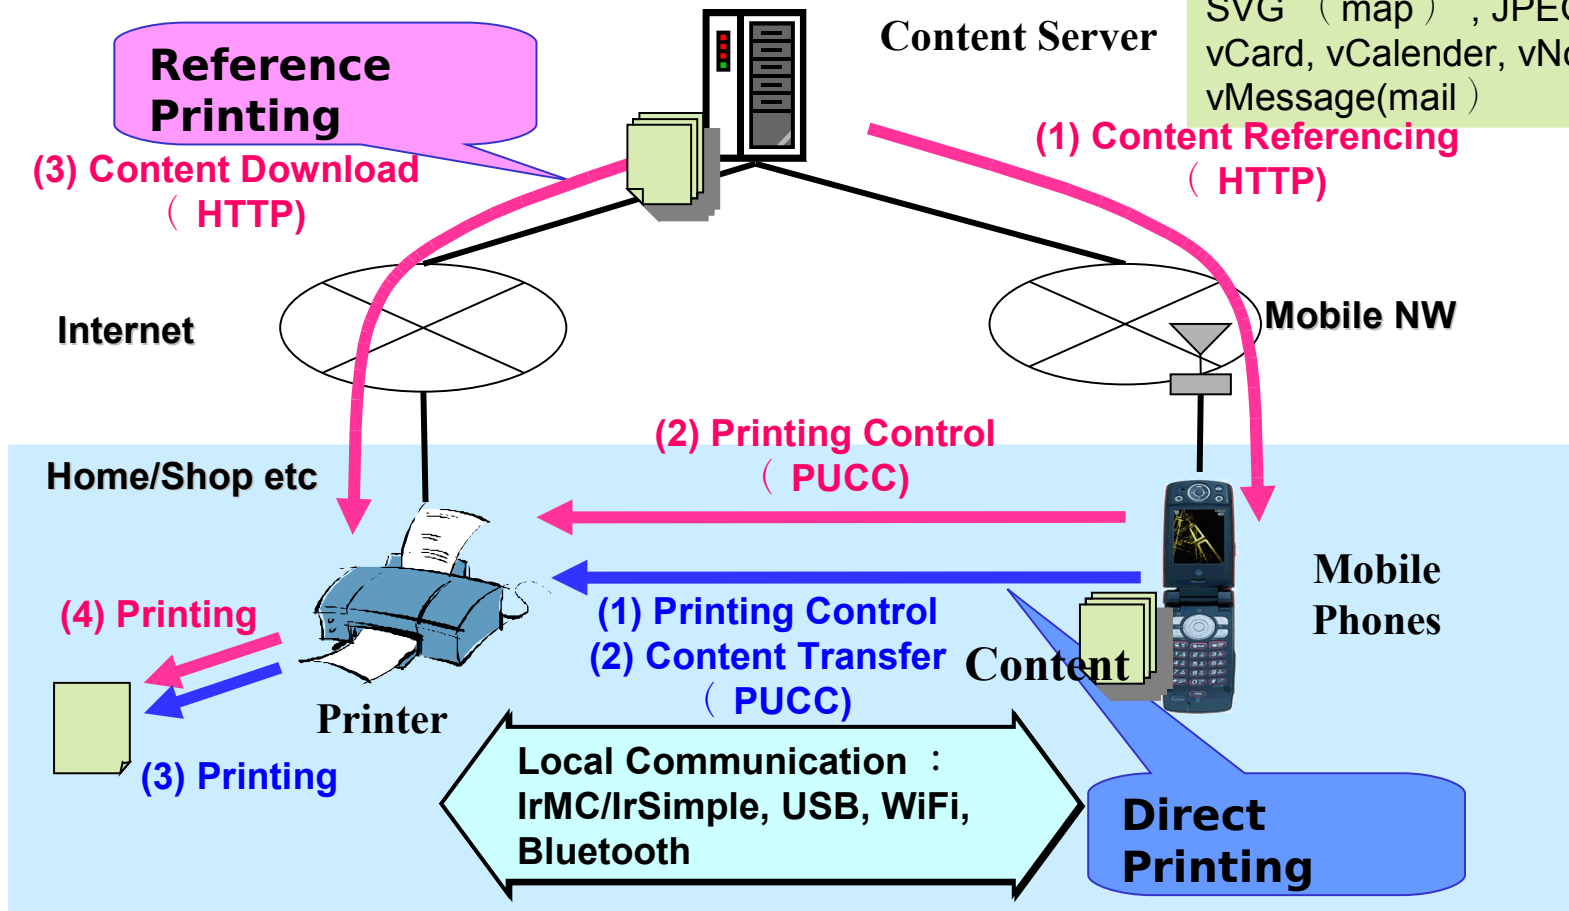 Content Server
SVG （map） , JPEG
vCard, vCalender,
vMessage(mail）
Reference
Printing
(3) Content Download
（ HTTP)
(1) Content Referencing
（ HTTP)
Internet
Mobile NW
Home/Shop etc
(2) Printing Control
（ PUCC)
(1) Printing Control
(2) Content Transfer
（ PUCC)
Content
Mobile
Phones
(4) Printing
(3) Printing
Printer
Local Communication ：
IrMC/IrSimple, USB, WiFi,
Bluetooth
Direct
Printing